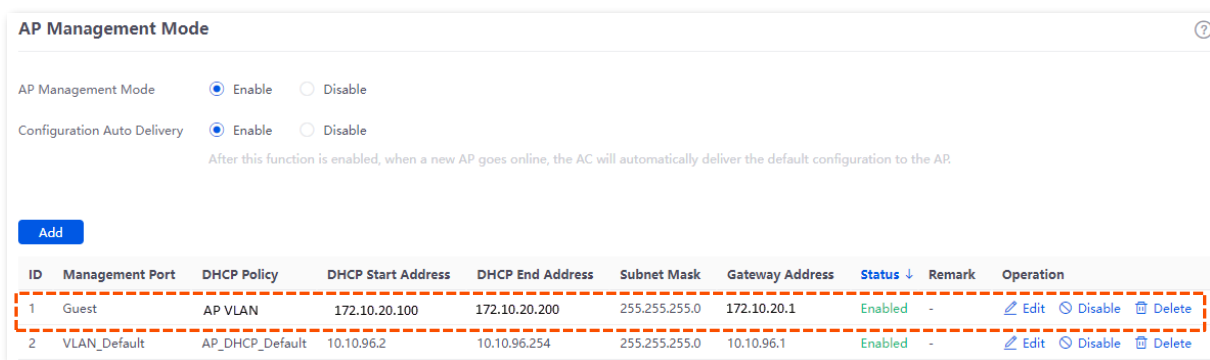 AP Management Mode
?
AP Management Mode Enable Disable
Configuration Auto Delivery Enable Disable
After this function is enabled, when a new AP goes online, the AC will automatically deliver the default configuration to the AP.
Add
ID Management Port DHCP Policy DHCP Start Address DHCP End Address Subnet Mask Gateway Address Status ↓ Remark Operation
1 Guest AP VLAN 172.10.20.100 172.10.20.200 255.255.255.0 172.10.20.1 Enabled - Edit Disable Delete
2 VLAN_Default AP_DHCP_Default 10.10.96.2 10.10.96.254 255.255.255.0 10.10.96.1 Enabled - Edit Disable Delete